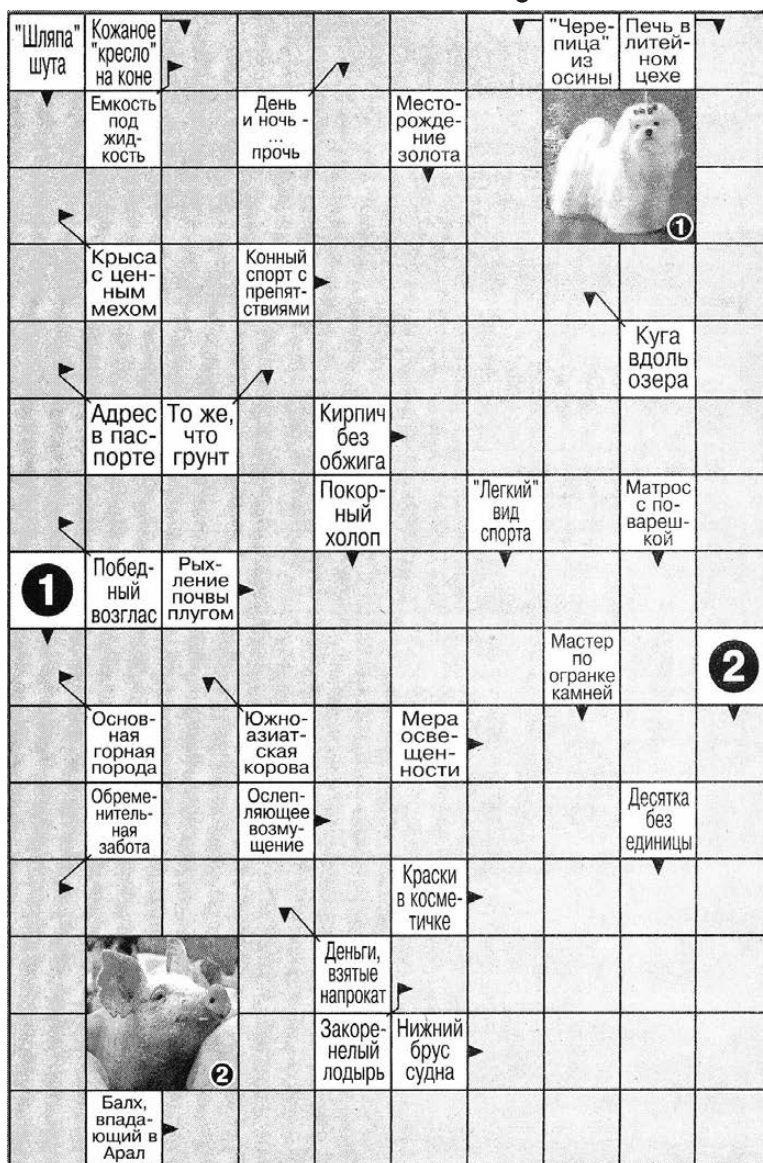 "Шляпа"
шута
Кожаное
"кресло"
на коне
"Чере-
пица"
из
осины
Печь в
литей-
ном
цехе
Емкость
под
жид-
кость
День
и ночь -
...
прочь
Место-
рожде-
ние
золота
1
Крыса
с цен-
ным
мехом
Конный
спорт с
препят-
ствиями
Куга
вдоль
озера
Адрес
в пас-
порте
То же,
что
грунт
Кирпич
без
обжига
Покор-
ный
холоп
"Легкий"
вид
спорта
Матрос
с по-
вареш-
кой
1
Побед-
ный
возглас
Рых-
ление
почвы
плугом
Мастер
по
огранке
камней
2
Основ-
ная
горная
порода
Южно-
азиат-
ская
корова
Мера
осве-
щен-
ности
Обреме-
нитель-
ная
забота
Ослеп-
ляющее
возму-
щение
Десятка
без
единицы
Краски
в косме-
тичке
Деньги,
взятые
напрокат
2
Закоре-
нелый
лодырь
Нижний
брус
судна
Балх,
впада-
ющий в
Арал